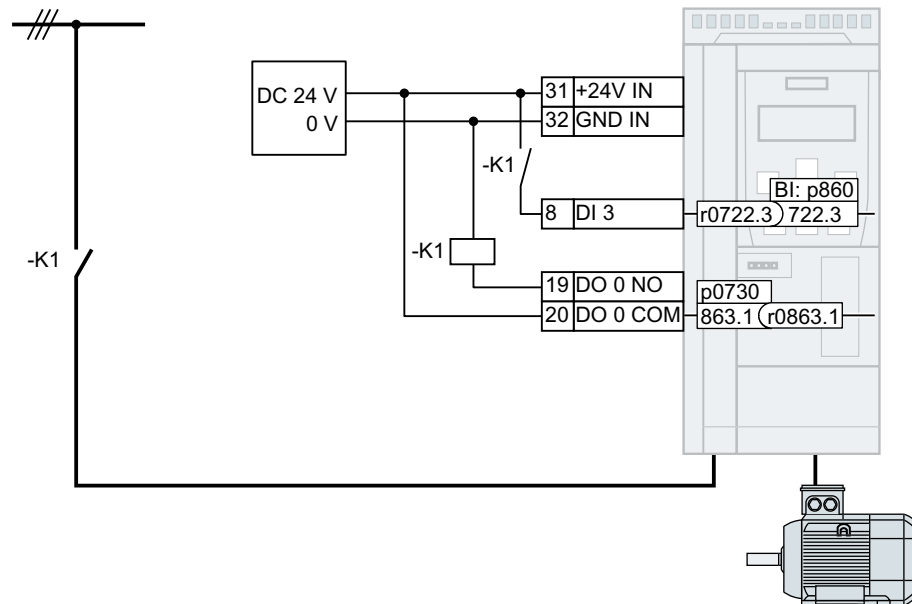 DC 24 V
0 V
31 +24V IN
32 GND IN
-K1
8 DI 3
BI: p860
r0722.3 722.3
-K1
-K1
19 DO 0 NO
p0730
20 DO 0 COM
863.1 r0863.1